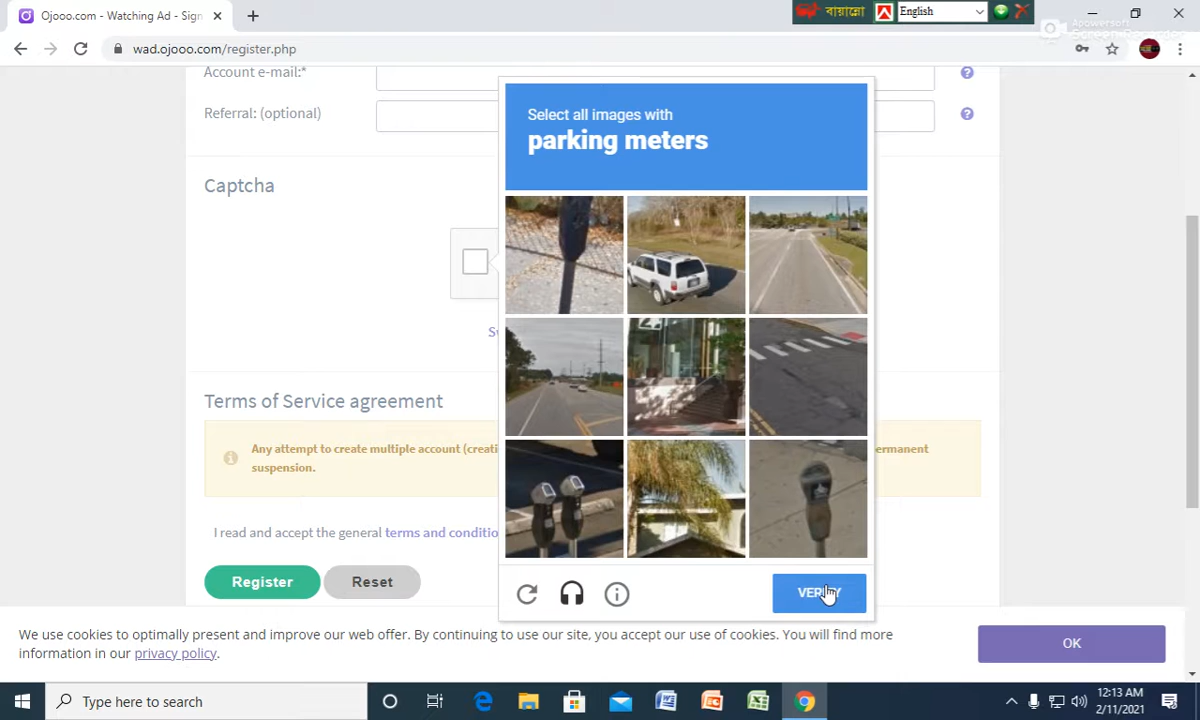 Ojooo.com - Watching Ad - Sign
বায়ান্নো
English
Apowersoft
Screen Recorder
wad.ojooo.com/register.php
Account e-mail:*
Referral: (optional)
Captcha
Select all images with
parking meters
Terms of Service agreement
Any attempt to create multiple account
ermanent
suspension.
I read and accept the general terms and
Register
Reset
VERIFY
We use cookies to optimally present and improve our web offer. By continuing to use our site, you accept our use of cookies. You will find more
information in our privacy policy.
OK
Type here to search
12:13 AM
2/11/2021